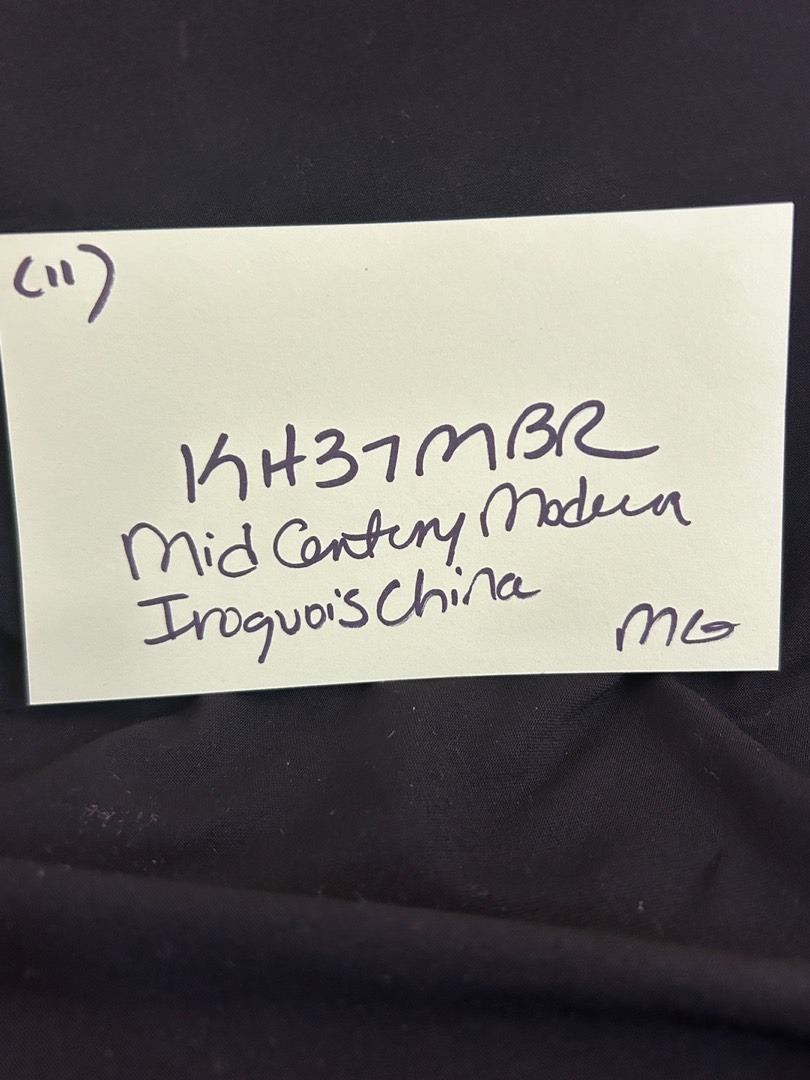 (11)
KH37MBR
Mid Century Modern
Iroquois China
MG